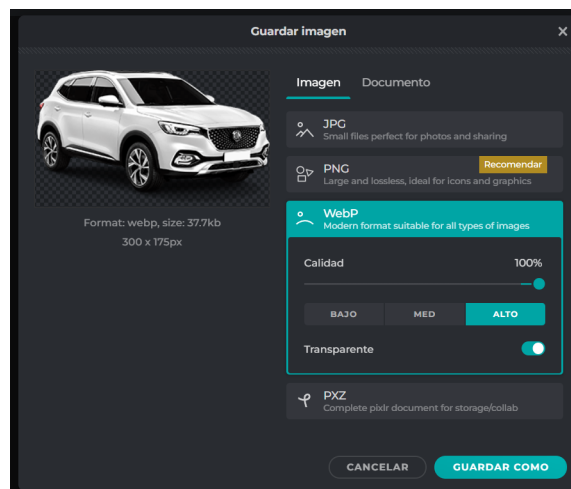 Guardar imagen
Imagen Documento
JPG
Small files perfect for photos and sharing
Recomendar
PNG
Large and lossless, ideal for icons and graphics
WebP
Modern format suitable for all types of images
Format: webp, size: 37.7kb
300 x 175px
Calidad 100%
BAJO MED ALTO
Transparente
PXZ
Complete pixlr document for storage/collab
CANCELAR GUARDAR COMO